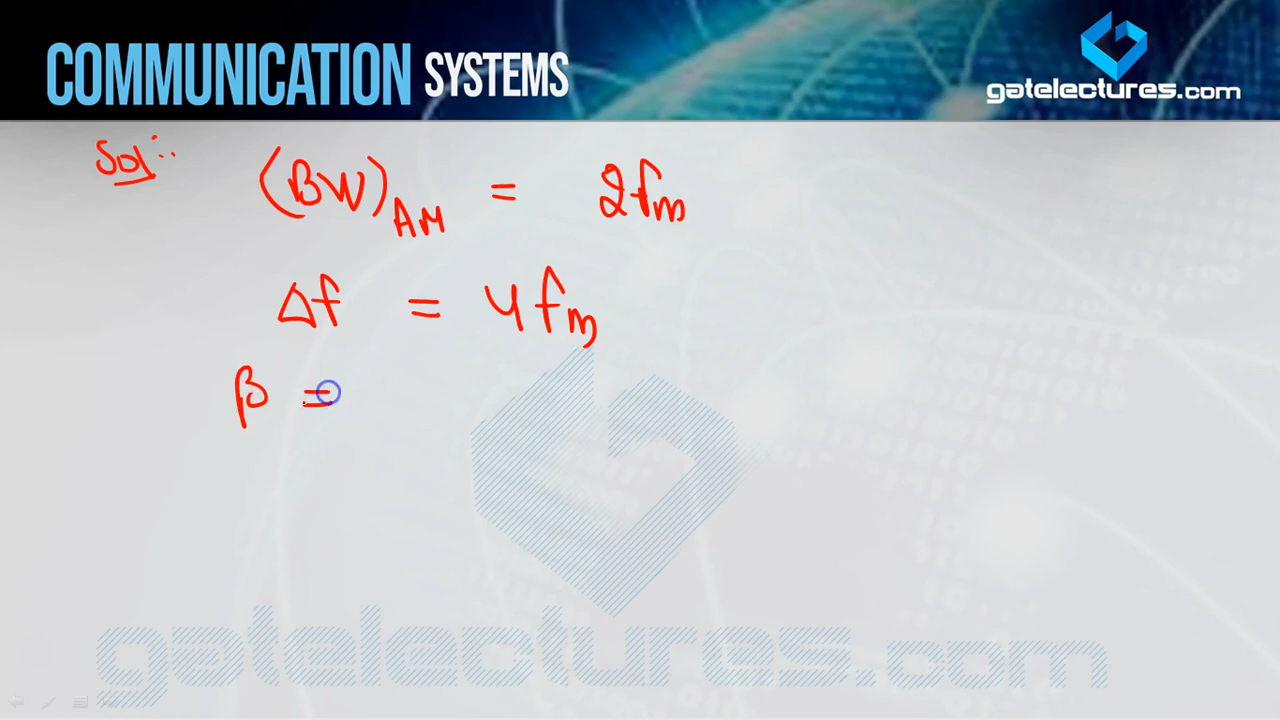 COMMUNICATION SYSTEMS
gatelectures.com
Sol:-
(BW)AM = 2fm
Δf = 4fm
β =
gatelectures.com